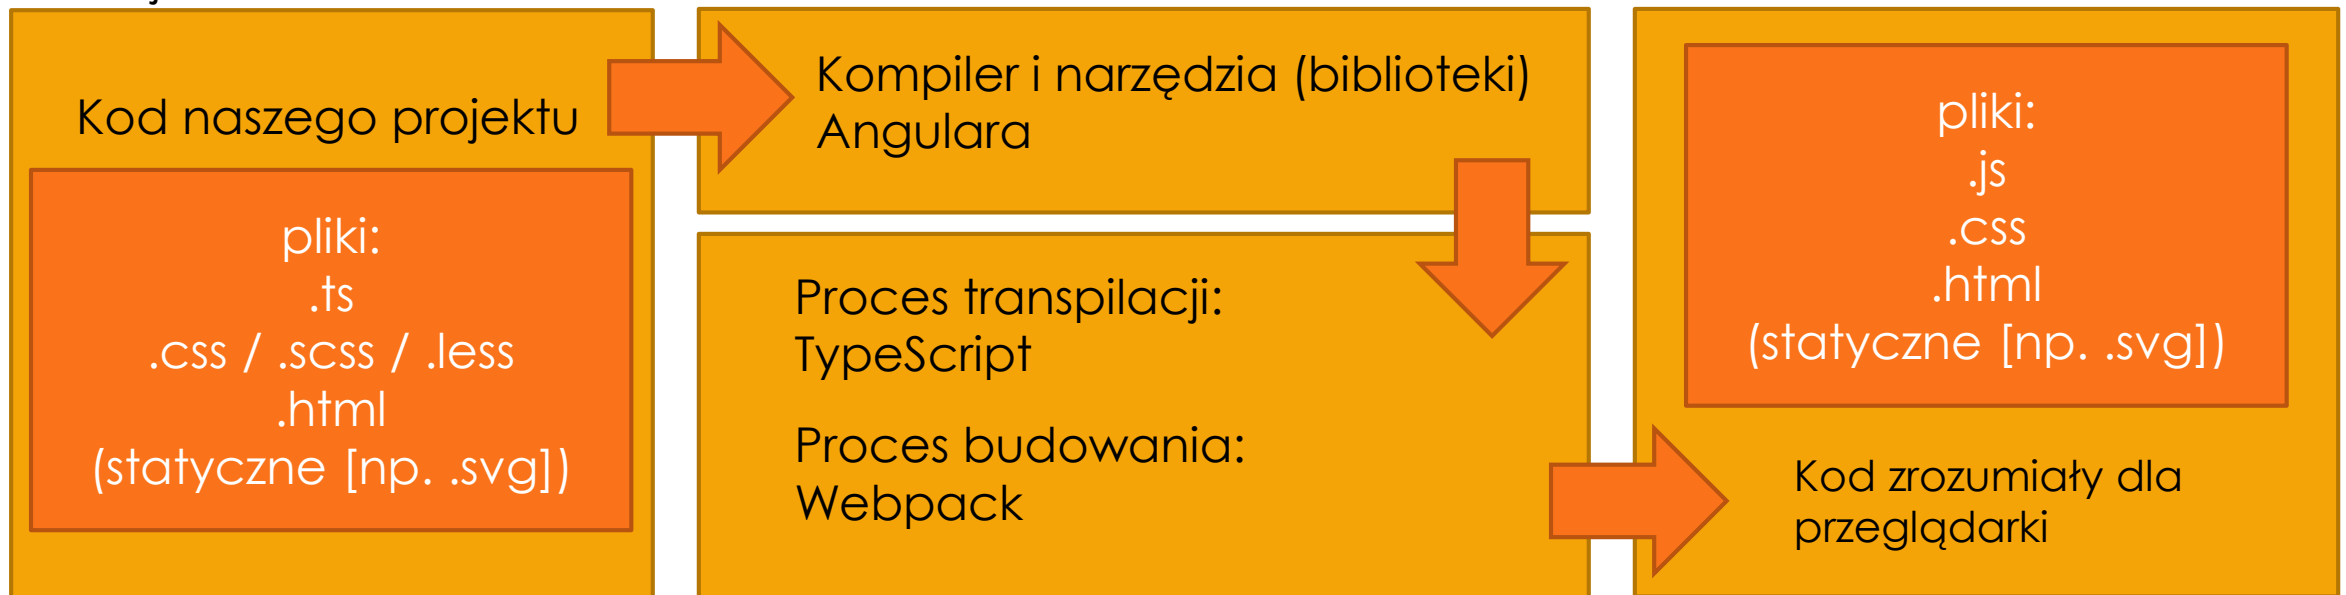 Kod naszego projektu
pliki:
.ts
.css / .scss / .less
.html
(statyczne [np. .svg])
Kompiler i narzędzia (biblioteki)
Angulara
Proces transpilacji:
TypeScript
Proces budowania:
Webpack
pliki:
.js
.css
.html
(statyczne [np. .svg])
Kod zrozumiały dla
przeglądarki